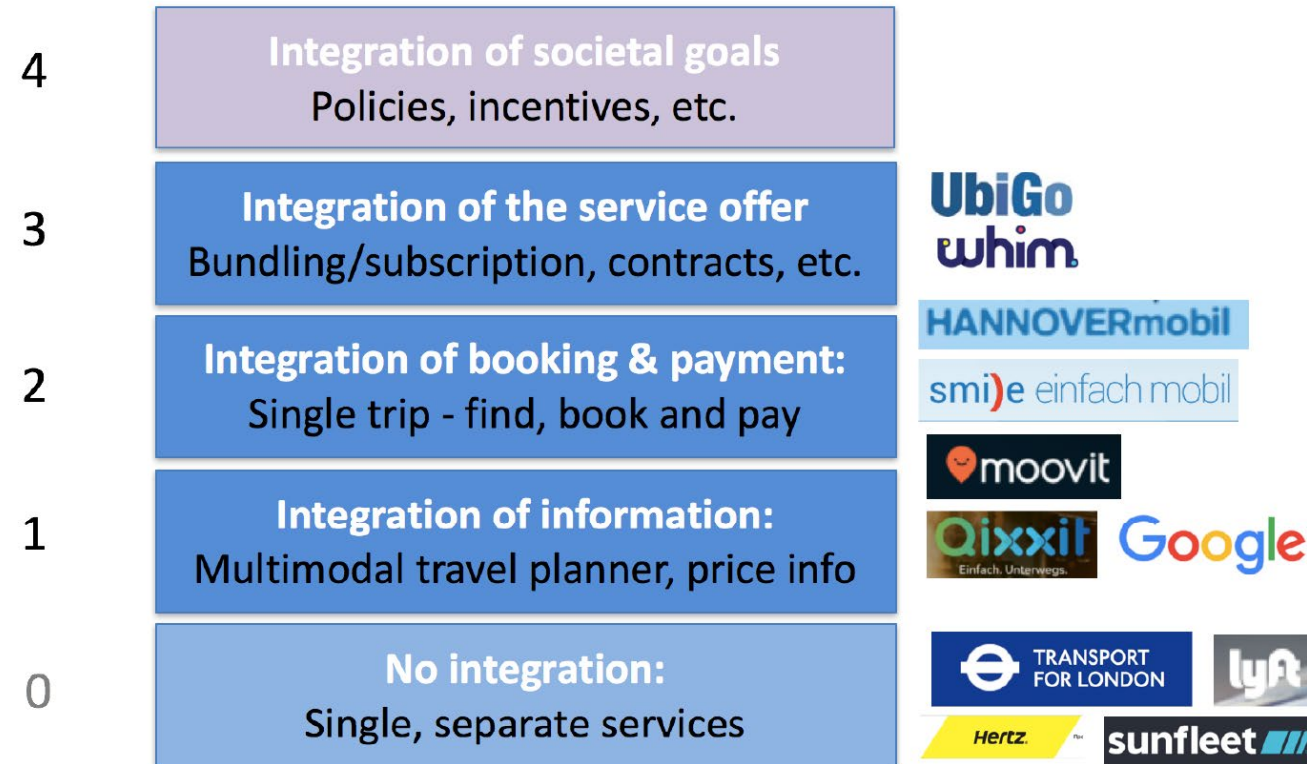 4
Integration of societal goals
Policies, incentives, etc.
3
Integration of the service offer
Bundling/subscription, contracts, etc.
UbiGo
whim
2
Integration of booking & payment:
Single trip - find, book and pay
HANNOVERmobil
smi)e einfach mobil
moovit
1
Integration of information:
Multimodal travel planner, price info
Qixxit
Einfach. Unterwegs.
Google
0
No integration:
Single, separate services
TRANSPORT
FOR LONDON
lyft
Hertz.
sunfleet